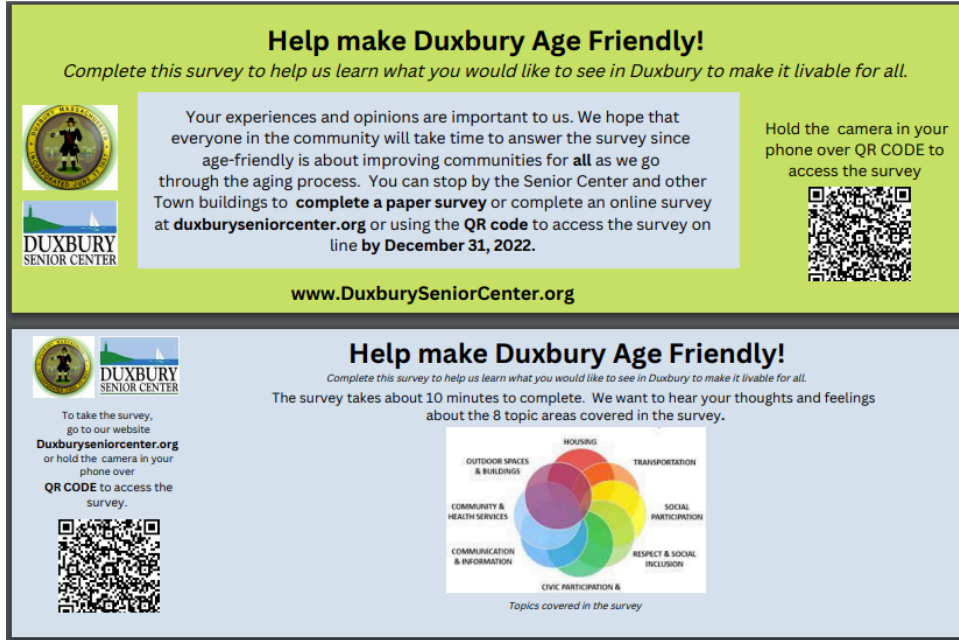 Help make Duxbury Age Friendly!
Complete this survey to help us learn what you would like to see in Duxbury to make it livable for all.
DUXBURY MASSACHUSETTS
INCORPORATED JUNE 17 1637
DUXBURY
SENIOR CENTER
Your experiences and opinions are important to us. We hope that
everyone in the community will take time to answer the survey since
age-friendly is about improving communities for all as we go
through the aging process. You can stop by the Senior Center and other
Town buildings to complete a paper survey or complete an online survey
at duxburyseniorcenter.org or using the QR code to access the survey on
line by December 31, 2022.
Hold the camera in your
phone over QR CODE to
access the survey
www.DuxburySeniorCenter.org
DUXBURY
SENIOR CENTER
To take the survey,
go to our website
Duxburyseniorcenter.org
or hold the camera in your
phone over
QR CODE to access the
survey.
Help make Duxbury Age Friendly!
Complete this survey to help us learn what you would like to see in Duxbury to make it livable for all.
The survey takes about 10 minutes to complete. We want to hear your thoughts and feelings
about the 8 topic areas covered in the survey.
HOUSING
OUTDOOR SPACES
& BUILDINGS
TRANSPORTATION
COMMUNITY &
HEALTH SERVICES
SOCIAL
PARTICIPATION
COMMUNICATION
& INFORMATION
RESPECT & SOCIAL
INCLUSION
CIVIC PARTICIPATION &
Topics covered in the survey